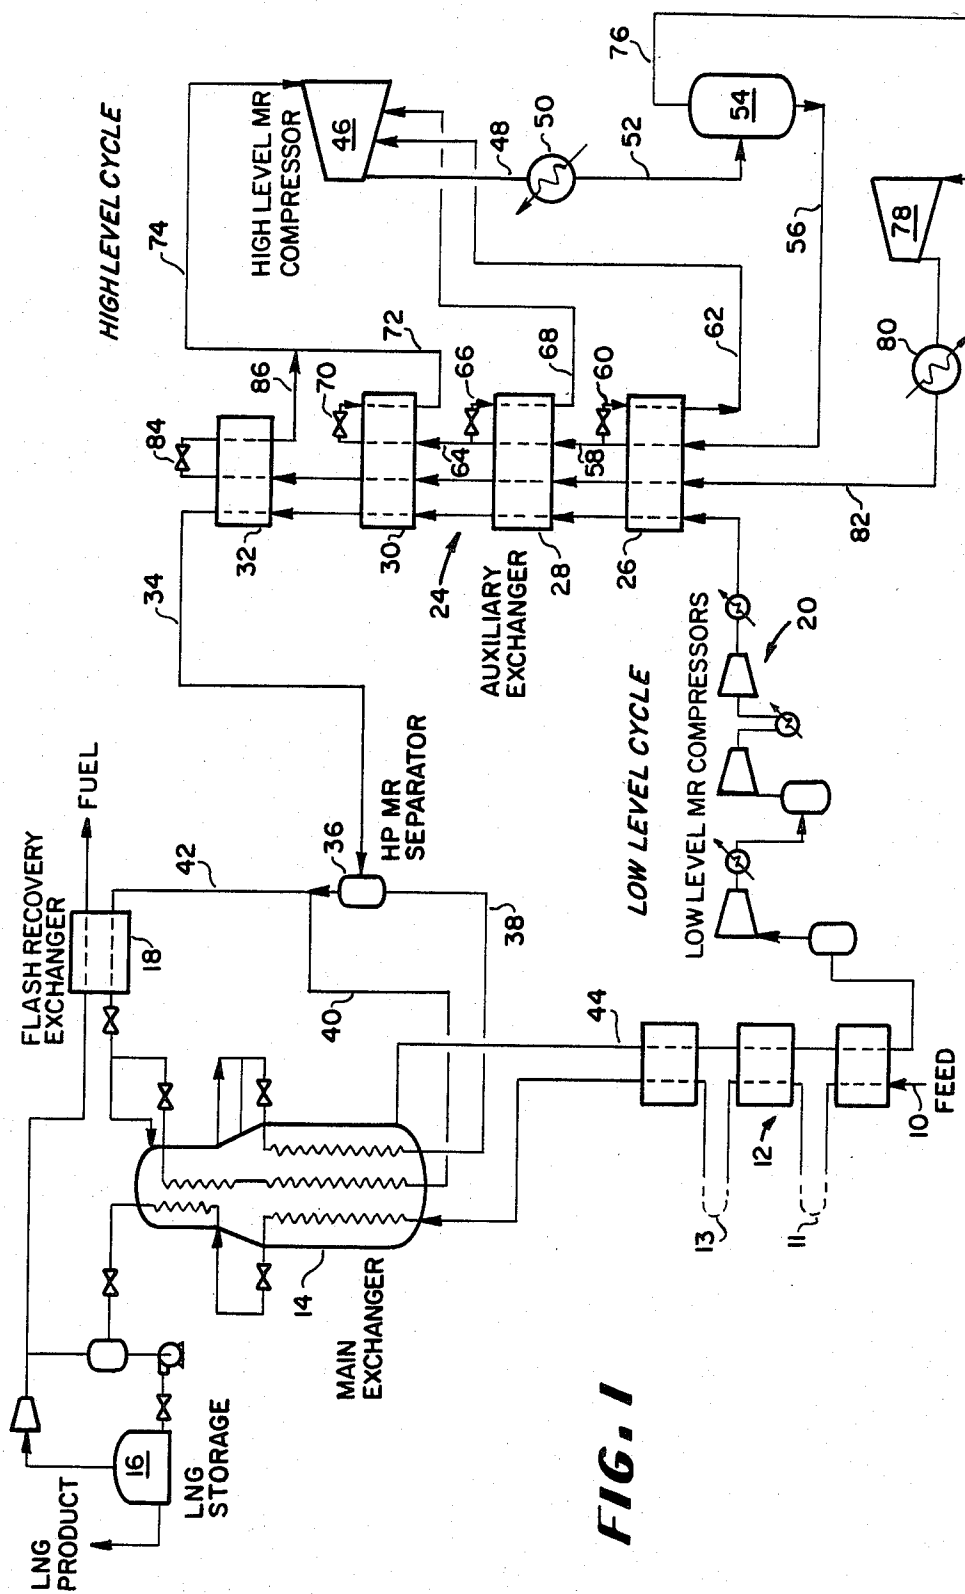 HIGH LEVEL CYCLE
74
HIGH LEVEL MR
COMPRESSOR
46
48
50
52
54
76
56
78
80
82
84
86
72
70
66
68
64
60
58
62
32
30
28
26
24
AUXILIARY
EXCHANGER
34
FUEL
FLASH RECOVERY
EXCHANGER
18
42
36
HP MR
SEPARATOR
38
40
LOW LEVEL CYCLE
LOW LEVEL MR COMPRESSORS
20
44
12
13
11
10
FEED
14
MAIN
EXCHANGER
16
LNG
STORAGE
LNG
PRODUCT
FIG. 1